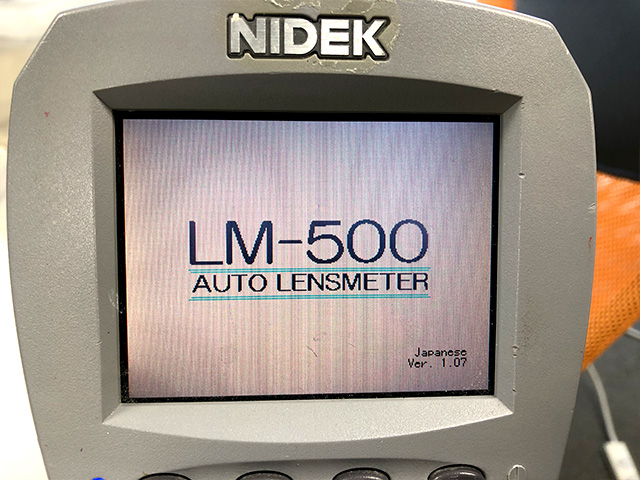 NIDEK
LM-500
AUTO LENSMETER
Japanese
Ver. 1.07